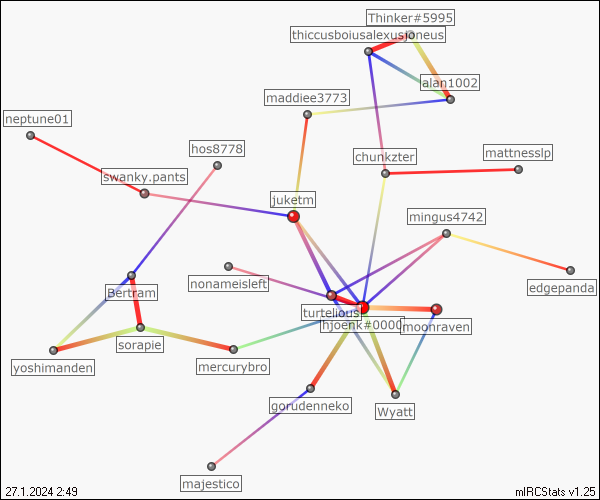 Thinker#5995
thiccusboiusalexusjoneus
alan1002
maddiee3773
neptune01
hos8778
chunkzter
mattnesslp
swanky.pants
juketm
mingus4742
nonameisleft
edgepanda
Bertram
turtellous
hjoenk#0000
moonraven
sorapie
yoshimanden
mercurybro
gorudenneko
Wyatt
majestico
27.1.2024 2:49
mIRCStats v1.25